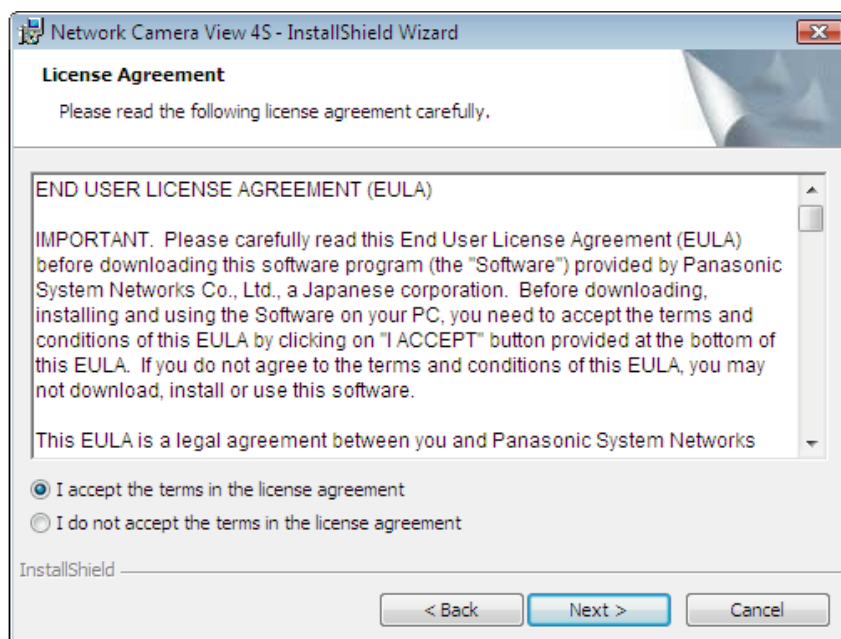 Network Camera View 4S - InstallShield Wizard
License Agreement
Please read the following license agreement carefully.
END USER LICENSE AGREEMENT (EULA)
IMPORTANT.  Please carefully read this End User License Agreement (EULA)
before downloading this software program (the "Software") provided by Panasonic
System Networks Co., Ltd., a Japanese corporation.  Before downloading,
installing and using the Software on your PC, you need to accept the terms and
conditions of this EULA by clicking on "I ACCEPT" button provided at the bottom of
this EULA.  If you do not agree to the terms and conditions of this EULA, you may
not download, install or use this software.
This EULA is a legal agreement between you and Panasonic System Networks
I accept the terms in the license agreement
I do not accept the terms in the license agreement
InstallShield
< Back
Next >
Cancel